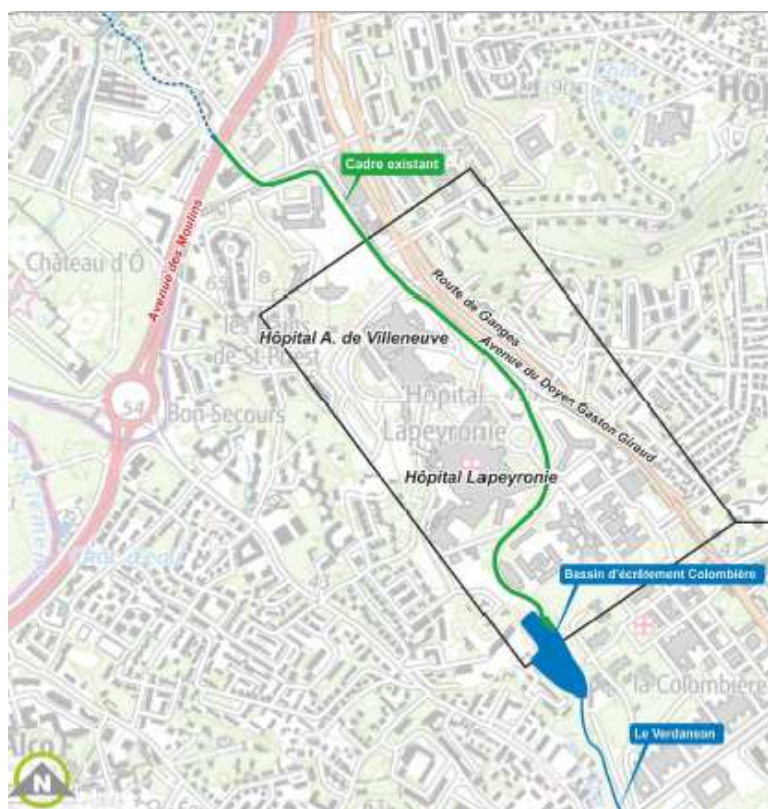 Cadre existant
Avenue des Moulins
Château d'Ô
Route de Ganges
Hôpital A. de Villeneuve
Avenue du Doyen Gaston Giraud
54
Bon-Secours
Hôpital
Lapeyronie
Hôpital Lapeyronie
Bassin d'écrêtement Colombière
la Colombière
Le Verdanson
N